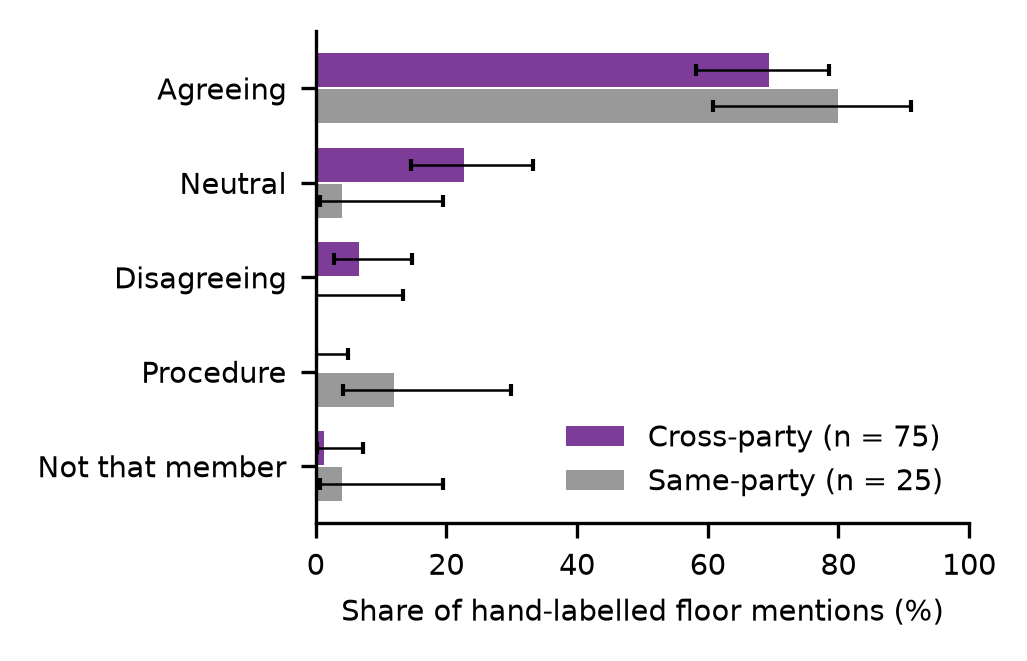 Agreeing
Neutral
Disagreeing
Procedure
Not that member
Cross-party (n = 75)
Same-party (n = 25)
0 20 40 60 80 100
Share of hand-labelled floor mentions (%)